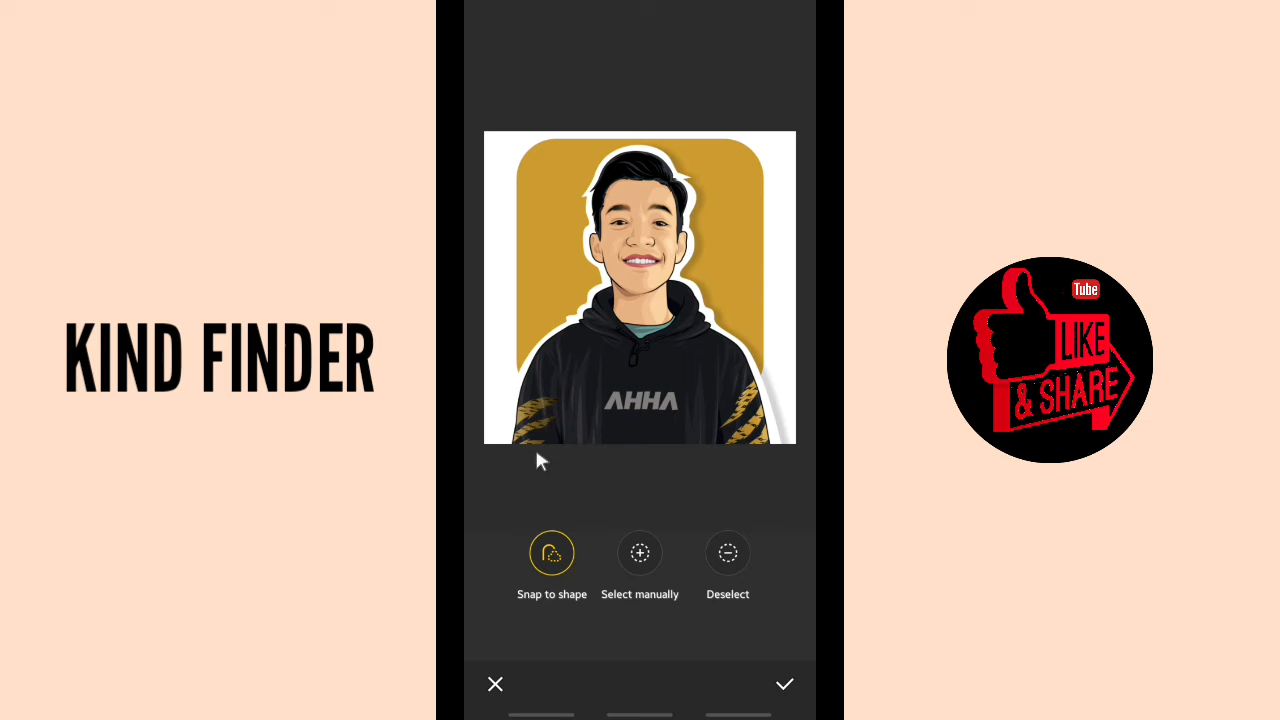 KIND FINDER
AHHA
Snap to shape
Select manually
Deselect
Tube
LIKE
& SHARE